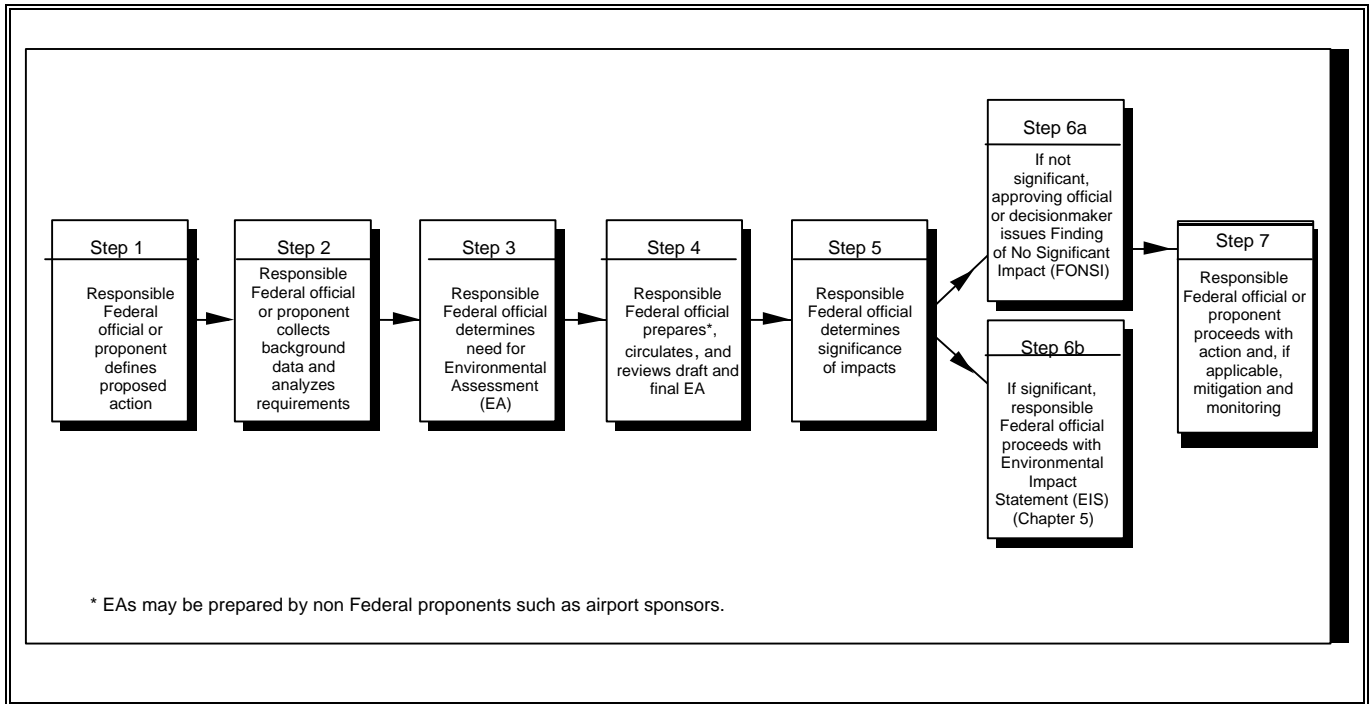 Step 1
Responsible
Federal
official or
proponent
defines
proposed
action
Step 2
Responsible
Federal official
or proponent
collects
background
data and
analyzes
requirements
Step 3
Responsible
Federal official
determines
need for
Environmental
Assessment
(EA)
Step 4
Responsible
Federal official
prepares*,
circulates, and
reviews draft and
final EA
Step 5
Responsible
Federal official
determines
significance
of impacts
Step 6a
If not
significant,
approving official
or decisionmaker
issues Finding
of No Significant
Impact (FONSI)
Step 6b
If significant,
responsible
Federal official
proceeds with
Environmental
Impact
Statement (EIS)
(Chapter 5)
Step 7
Responsible
Federal official or
proponent
proceeds with
action and, if
applicable,
mitigation and
monitoring
* EAs may be prepared by non Federal proponents such as airport sponsors.